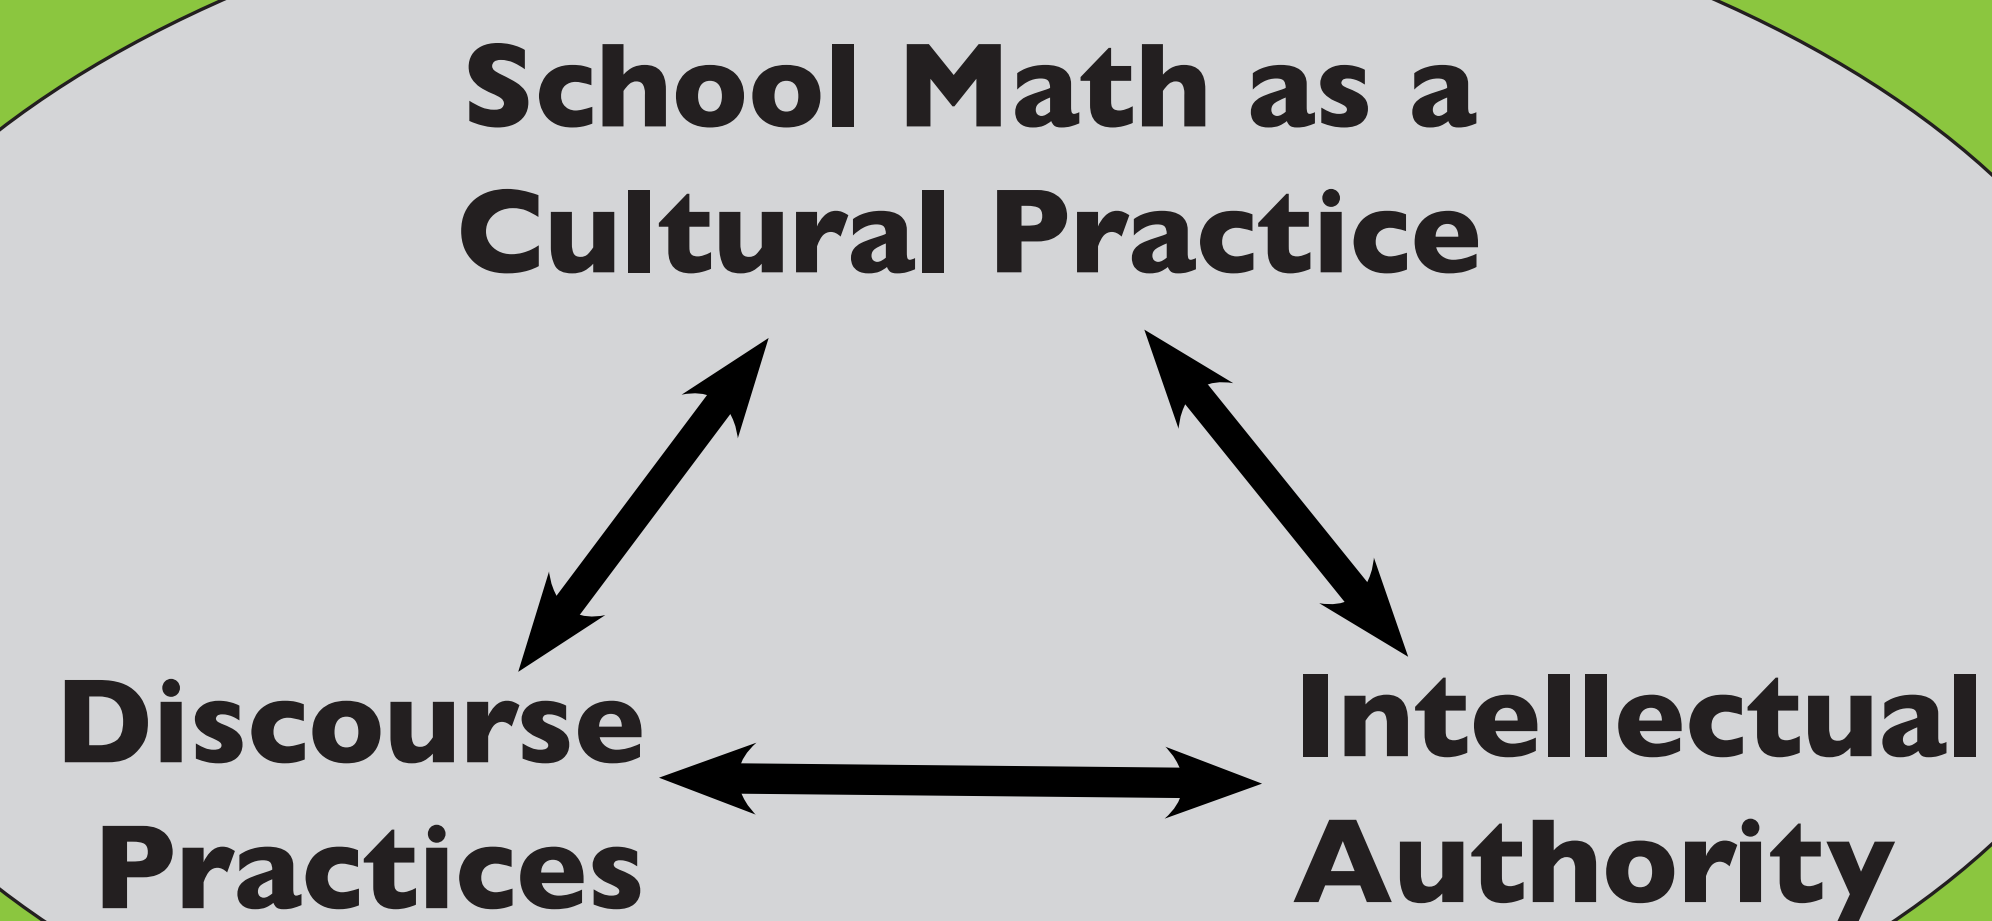 School Math as a
Cultural Practice
Discourse
Practices
Intellectual
Authority